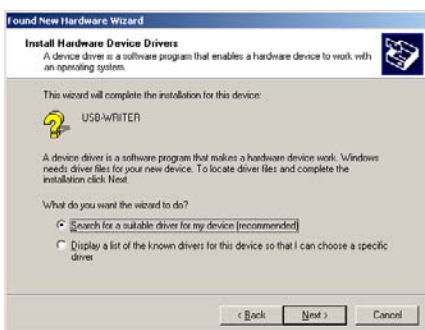 Found New Hardware Wizard
Install Hardware Device Drivers
A device driver is a software program that enables a hardware device to work with
an operating system.
This wizard will complete the installation for this device:
USB-WRITER
A device driver is a software program that makes a hardware device work. Windows
needs driver files for your new device. To locate driver files and complete the
installation click Next.
What do you want the wizard to do?
Search for a suitable driver for my device (recommended)
Display a list of the known drivers for this device so that I can choose a specific
driver
< Back Next > Cancel